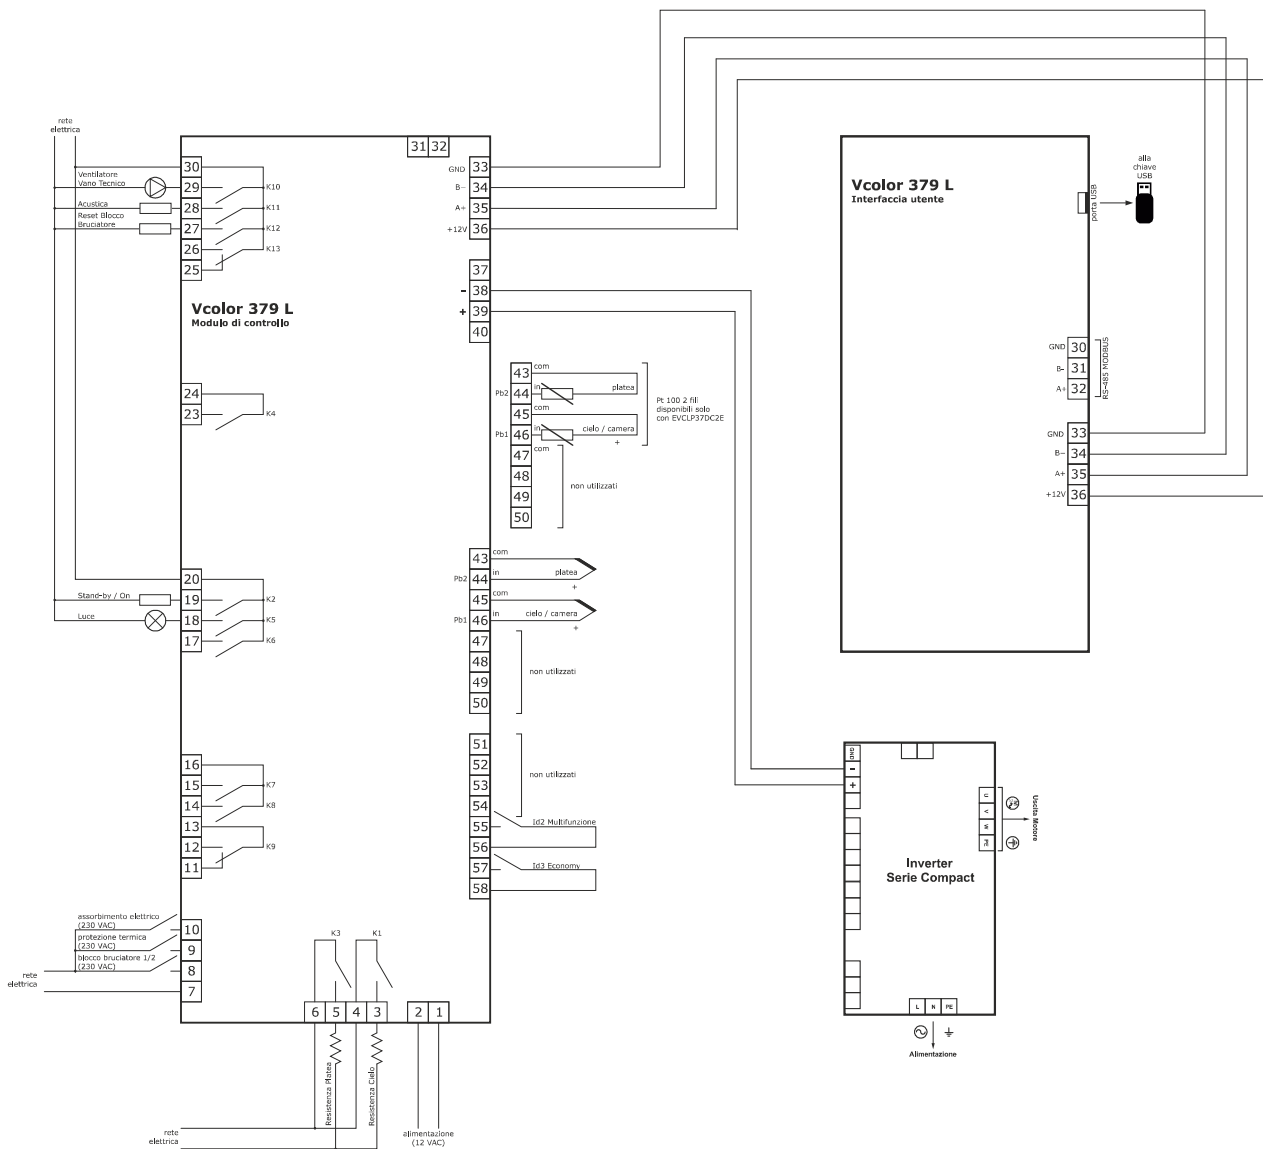 rete
elettrica
31 32
30
29
28
27
26
25
Ventilatore
Vano Tecnico
Acustica
Reset Blocco
Bruciatore
K10
K11
K12
K13
GND 33
B− 34
A+ 35
+12V 36
37
- 38
+ 39
40
Vcolor 379 L
Modulo di controllo
24
23
K4
43 com
Pb2 44 in platea
45 com
Pb1 46 in cielo / camera
+
47 com
48
49
50
non utilizzati
Pt 100 2 fili
disponibili solo
con EVCLP37DC2E
20
19
18
17
Stand-by / On
Luce
K2
K5
K6
43 com
Pb2 44 in platea
+
45 com
Pb1 46 in cielo / camera
+
47
48
49
50
non utilizzati
16
15
14
13
12
11
K7
K8
K9
51
52
53
54
non utilizzati
55 Id2 Multifunzione
56
57 Id3 Economy
58
assorbimento elettrico
(230 VAC)
protezione termica
(230 VAC)
blocco bruciatore 1/2
(230 VAC)
10
9
8
7
rete
elettrica
K3 K1
6 5 4 3 2 1
Resistenza Platea
Resistenza Cielo
rete
elettrica
alimentazione
(12 VAC)
Vcolor 379 L
Interfaccia utente
porta USB
alla
chiave
USB
GND 30
B- 31
A+ 32
RS-485 MODBUS
GND 33
B− 34
A+ 35
+12V 36
GND
-
+
U
V
W
PE
Uscita Motore
Inverter
Serie Compact
L N PE
Alimentazione